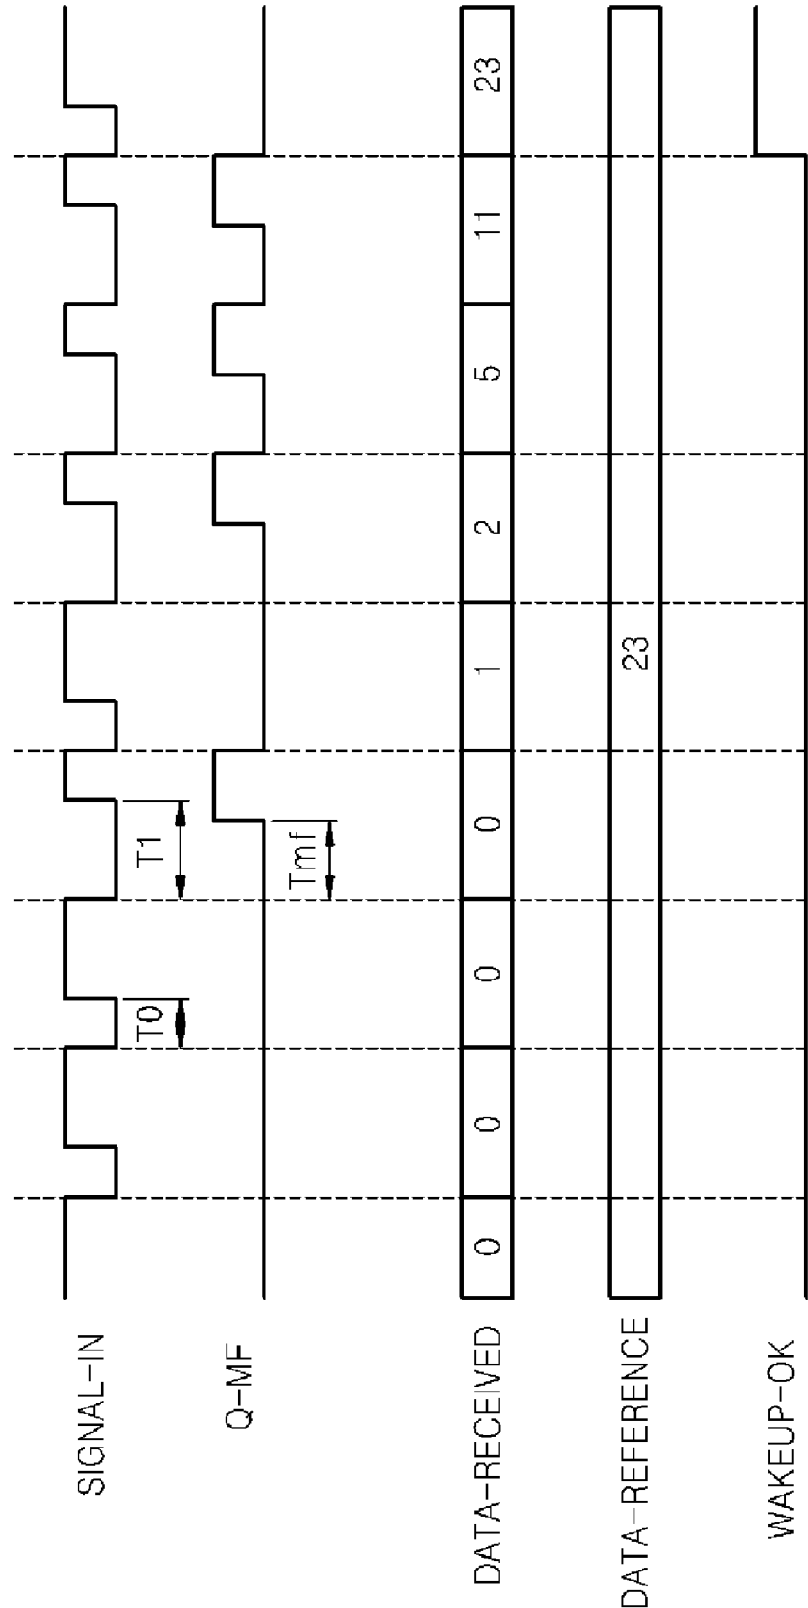 SIGNAL-IN
T0
T1
Q-MF
Tmf
DATA-RECEIVED
0
0
0
0
1
2
5
11
23
DATA-REFERENCE
23
WAKEUP-OK